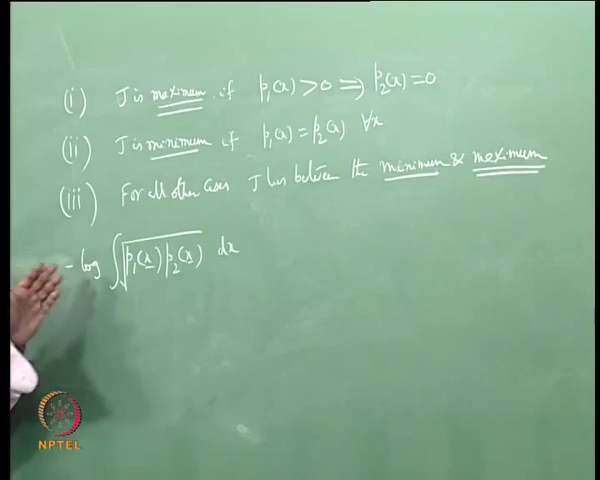 (i) J is maximum if p₁(x) > 0 ⟹ p₂(x) = 0
(ii) J is minimum if p₁(x) = p₂(x) ∀x
(iii) For all other cases J lies between the minimum & maximum
- log ∫ √(p₁(x) p₂(x)) dx
NPTEL